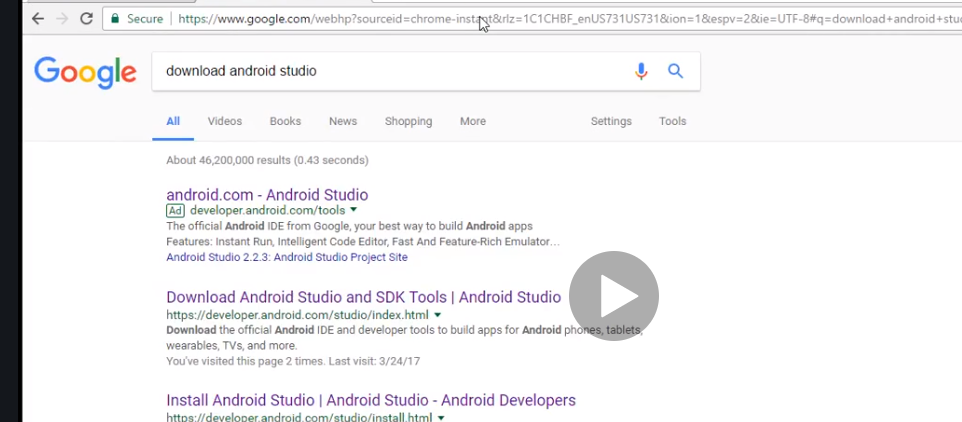 Secure | https://www.google.com/webhp?sourceid=chrome-instant&rlz=1C1CHBF_enUS731US731&ion=1&espv=2&ie=UTF-8#q=download+android+stu
Google download android studio
All Videos Books News Shopping More Settings Tools
About 46,200,000 results (0.43 seconds)
android.com - Android Studio
Ad developer.android.com/tools
The official Android IDE from Google, your best way to build Android apps
Features: Instant Run, Intelligent Code Editor, Fast And Feature-Rich Emulator…
Android Studio 2.2.3: Android Studio Project Site
Download Android Studio and SDK Tools | Android Studio
https://developer.android.com/studio/index.html
Download the official Android IDE and developer tools to build apps for Android phones, tablets,
wearables, TVs, and more.
You've visited this page 2 times. Last visit: 3/24/17
Install Android Studio | Android Studio - Android Developers
https://developer.android.com/studio/install.html